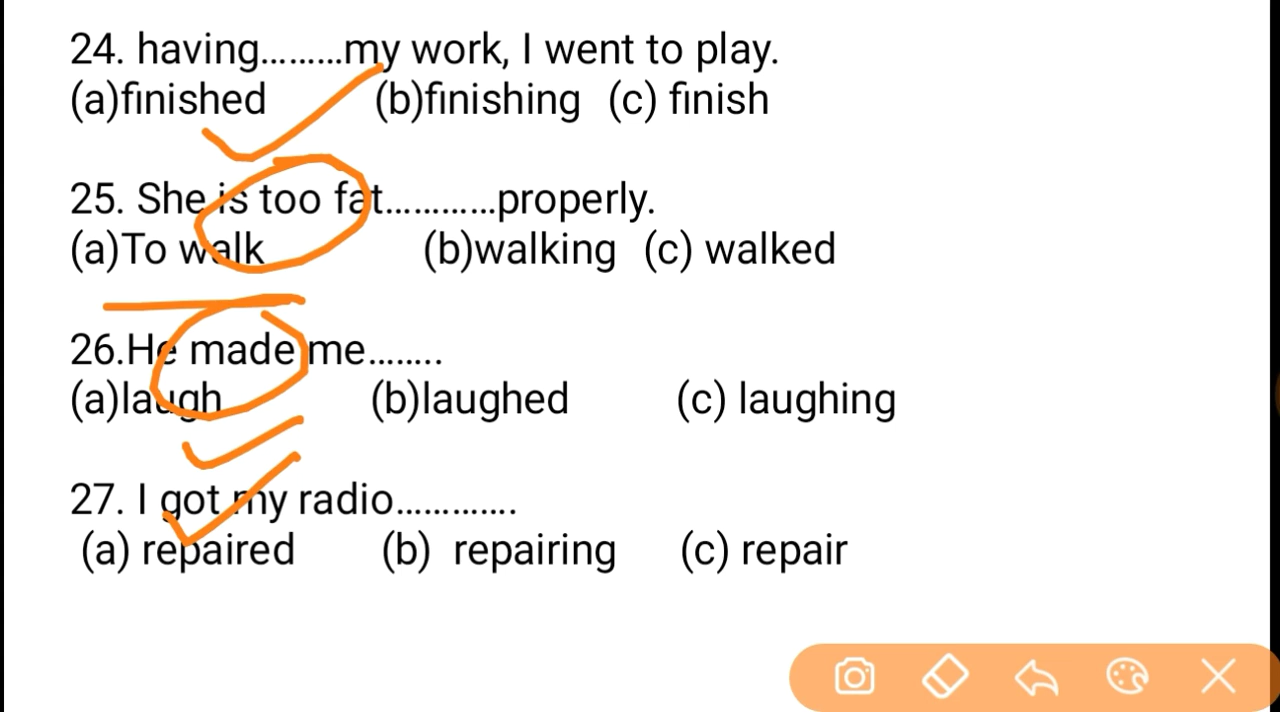 24. having.........my work, I went to play.
(a)finished (b)finishing (c) finish
25. She is too fat............properly.
(a)To walk (b)walking (c) walked
26.He made me........
(a)laugh (b)laughed (c) laughing
27. I got my radio.............
(a) repaired (b) repairing (c) repair